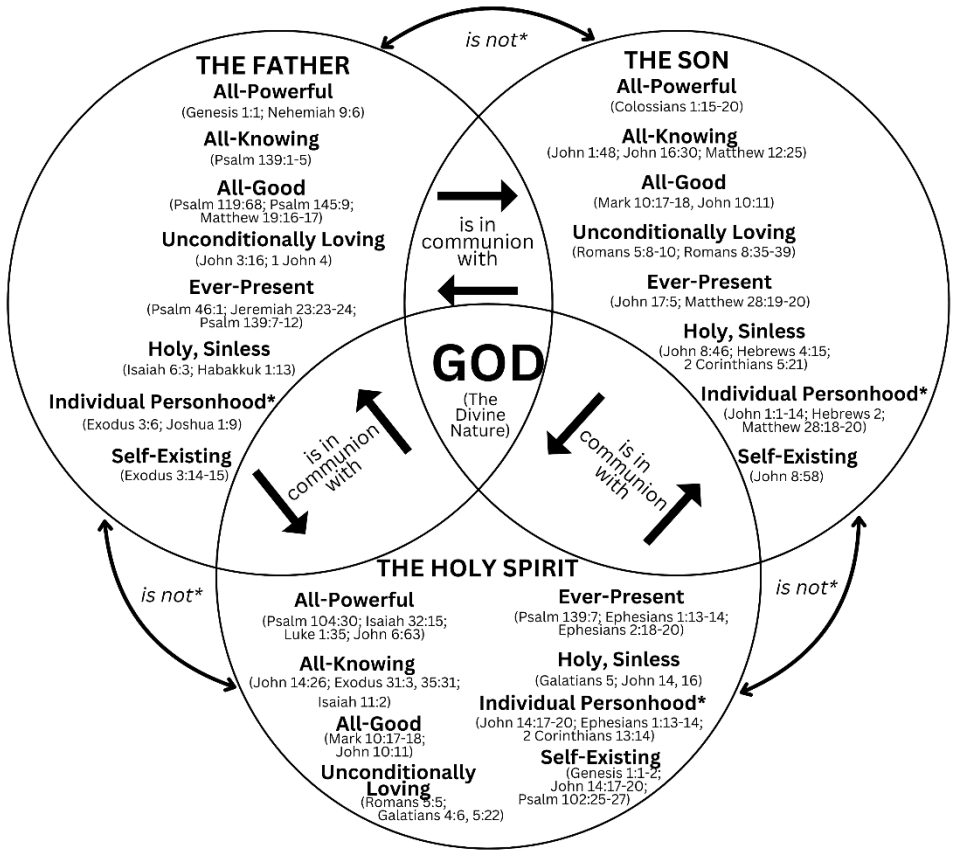 is not*
THE FATHER
All-Powerful
(Genesis 1:1; Nehemiah 9:6)
All-Knowing
(Psalm 139:1-5)
All-Good
(Psalm 119:68; Psalm 145:9;
Matthew 19:16-17)
Unconditionally Loving
(John 3:16; 1 John 4)
Ever-Present
(Psalm 46:1; Jeremiah 23:23-24;
Psalm 139:7-12)
Holy, Sinless
(Isaiah 6:3; Habakkuk 1:13)
Individual Personhood*
(Exodus 3:6; Joshua 1:9)
Self-Existing
(Exodus 3:14-15)
THE SON
All-Powerful
(Colossians 1:15-20)
All-Knowing
(John 1:48; John 16:30; Matthew 12:25)
All-Good
(Mark 10:17-18, John 10:11)
Unconditionally Loving
(Romans 5:8-10; Romans 8:35-39)
Ever-Present
(John 17:5; Matthew 28:19-20)
Holy, Sinless
(John 8:46; Hebrews 4:15;
2 Corinthians 5:21)
Individual Personhood*
(John 1:1-14; Hebrews 2;
Matthew 28:18-20)
Self-Existing
(John 8:58)
is in
communion
with
GOD
(The
Divine
Nature)
is in
communion
with
is in
communion
with
is not*
is not*
THE HOLY SPIRIT
All-Powerful
(Psalm 104:30; Isaiah 32:15;
Luke 1:35; John 6:63)
All-Knowing
(John 14:26; Exodus 31:3, 35:31;
Isaiah 11:2)
All-Good
(Mark 10:17-18;
John 10:11)
Unconditionally
Loving
(Romans 5:5;
Galatians 4:6, 5:22)
Ever-Present
(Psalm 139:7; Ephesians 1:13-14;
Ephesians 2:18-20)
Holy, Sinless
(Galatians 5; John 14, 16)
Individual Personhood*
(John 14:17-20; Ephesians 1:13-14;
2 Corinthians 13:14)
Self-Existing
(Genesis 1:1-2;
John 14:17-20;
Psalm 102:25-27)